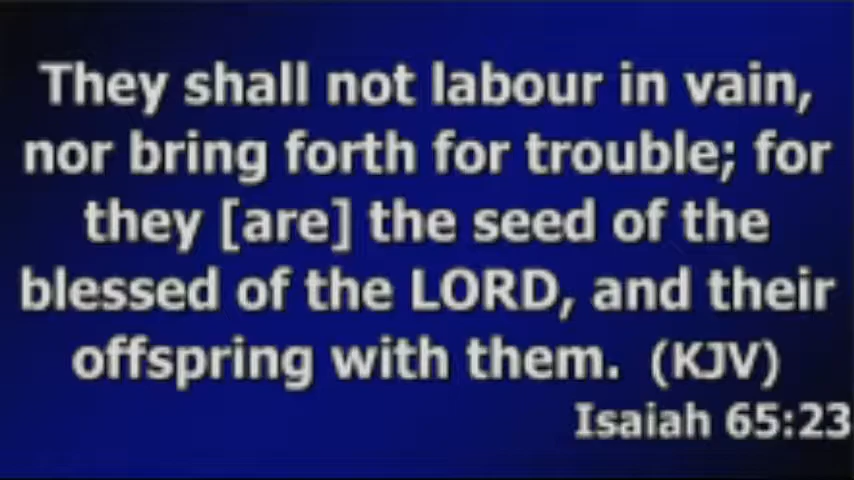 They shall not labour in vain,
nor bring forth for trouble; for
they [are] the seed of the
blessed of the LORD, and their
offspring with them.  (KJV)
Isaiah 65:23